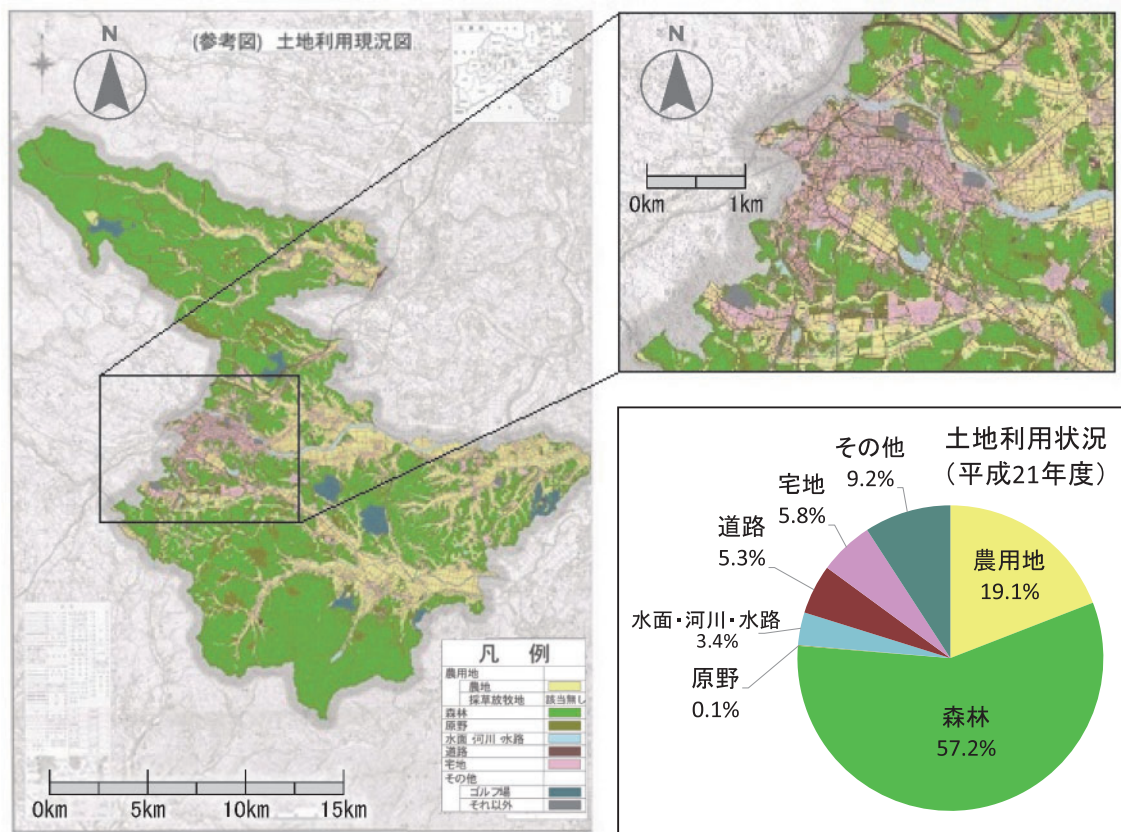 (参考図) 土地利用現況図
N
0km
5km
10km
15km
凡 例
農用地
農地
採草放牧地 該当無し
森林
原野
水面・河川・水路
道路
宅地
その他
ゴルフ場
それ以外
N
0km
1km
土地利用状況
(平成21年度)
その他
9.2%
宅地
5.8%
道路
5.3%
水面・河川・水路
3.4%
原野
0.1%
農用地
19.1%
森林
57.2%